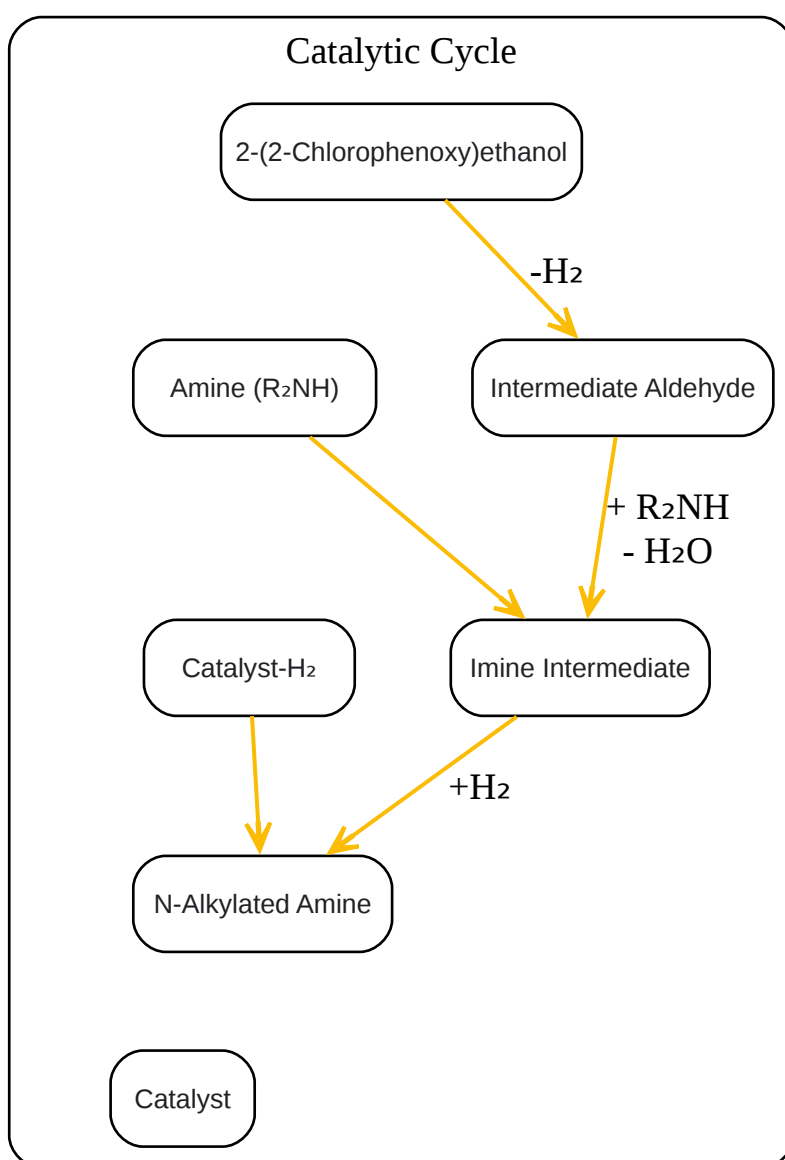 Catalytic Cycle
2-(2-Chlorophenoxy)ethanol
-H₂
Amine (R₂NH)
Intermediate Aldehyde
+ R₂NH
- H₂O
Catalyst-H₂
Imine Intermediate
+H₂
N-Alkylated Amine
Catalyst